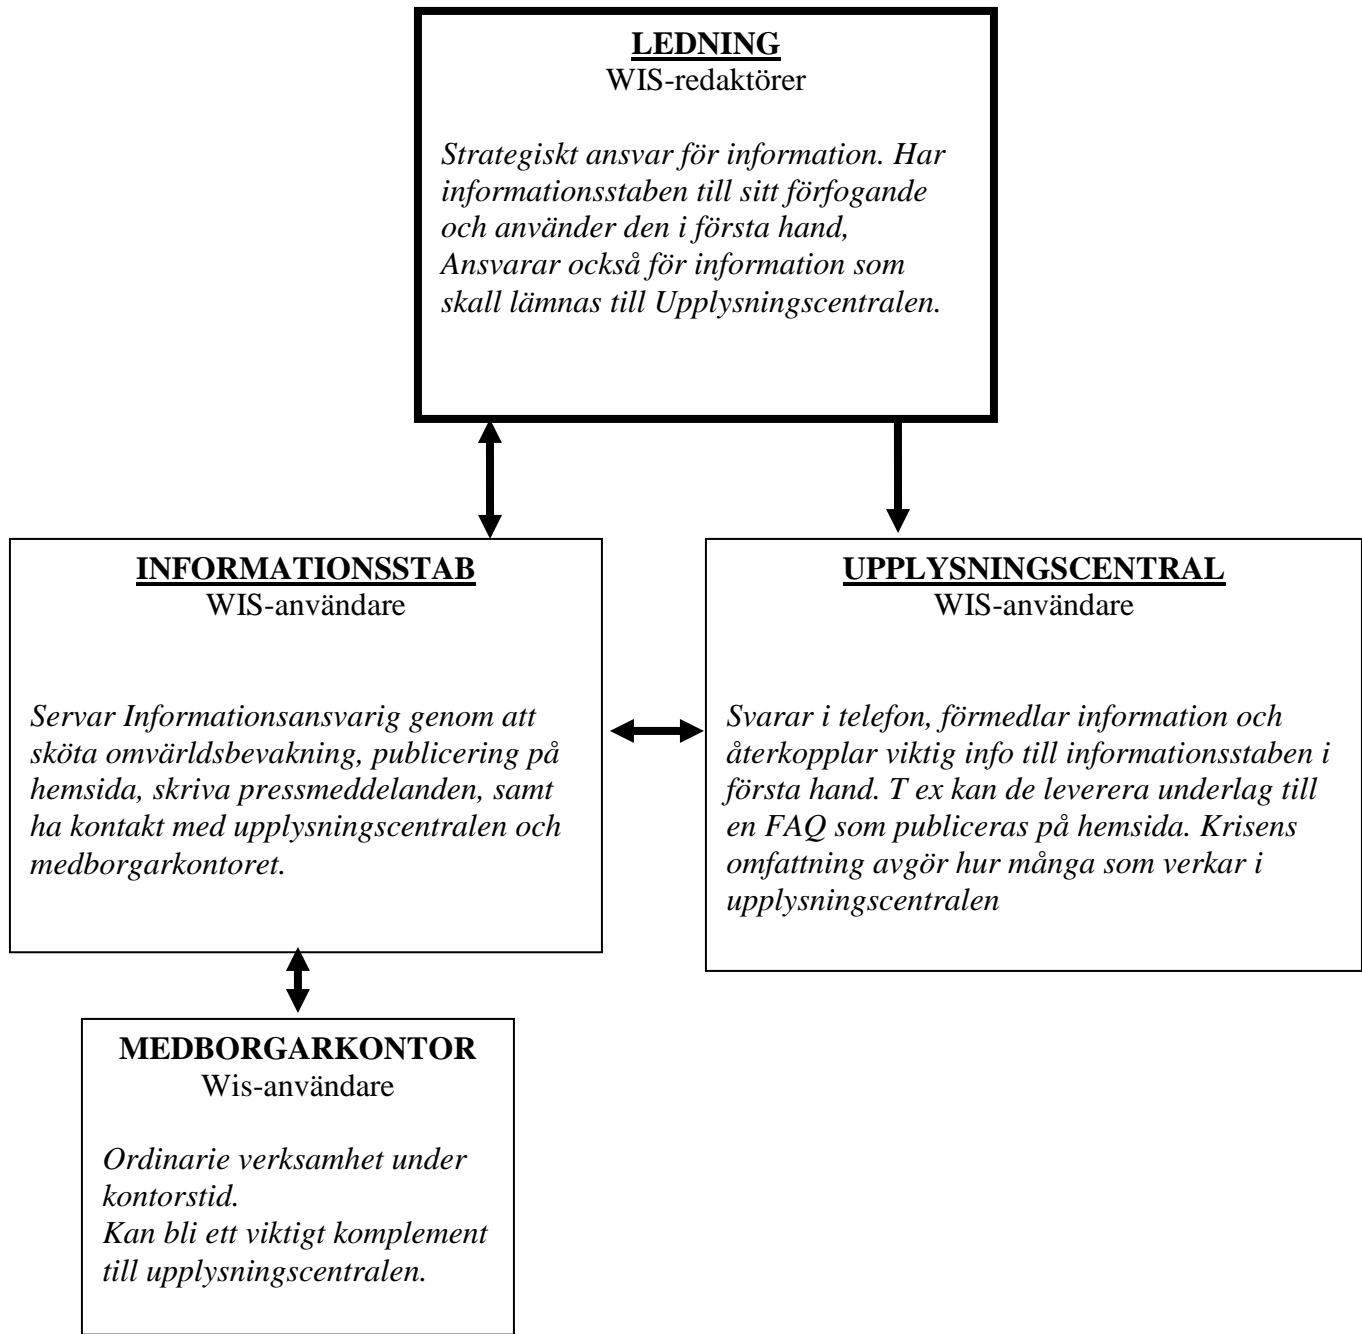 LEDNING
WIS-redaktörer
Strategiskt ansvar för information. Har
informationsstaben till sitt förfogande
och använder den i första hand,
Ansvarar också för information som
skall lämnas till Upplysningscentralen.
INFORMATIONSSTAB
WIS-användare
Servar Informationsansvarig genom att
sköta omvärldsbevakning, publicering på
hemsida, skriva pressmeddelanden, samt
ha kontakt med upplysningscentralen och
medborgarkontoret.
UPPLYSNINGSCENTRAL
WIS-användare
Svarar i telefon, förmedlar information och
återkopplar viktig info till informationsstaben i
första hand. T ex kan de leverera underlag till
en FAQ som publiceras på hemsida. Krisens
omfattning avgör hur många som verkar i
upplysningscentralen
MEDBORGARKONTOR
Wis-användare
Ordinarie verksamhet under
kontorstid.
Kan bli ett viktigt komplement
till upplysningscentralen.